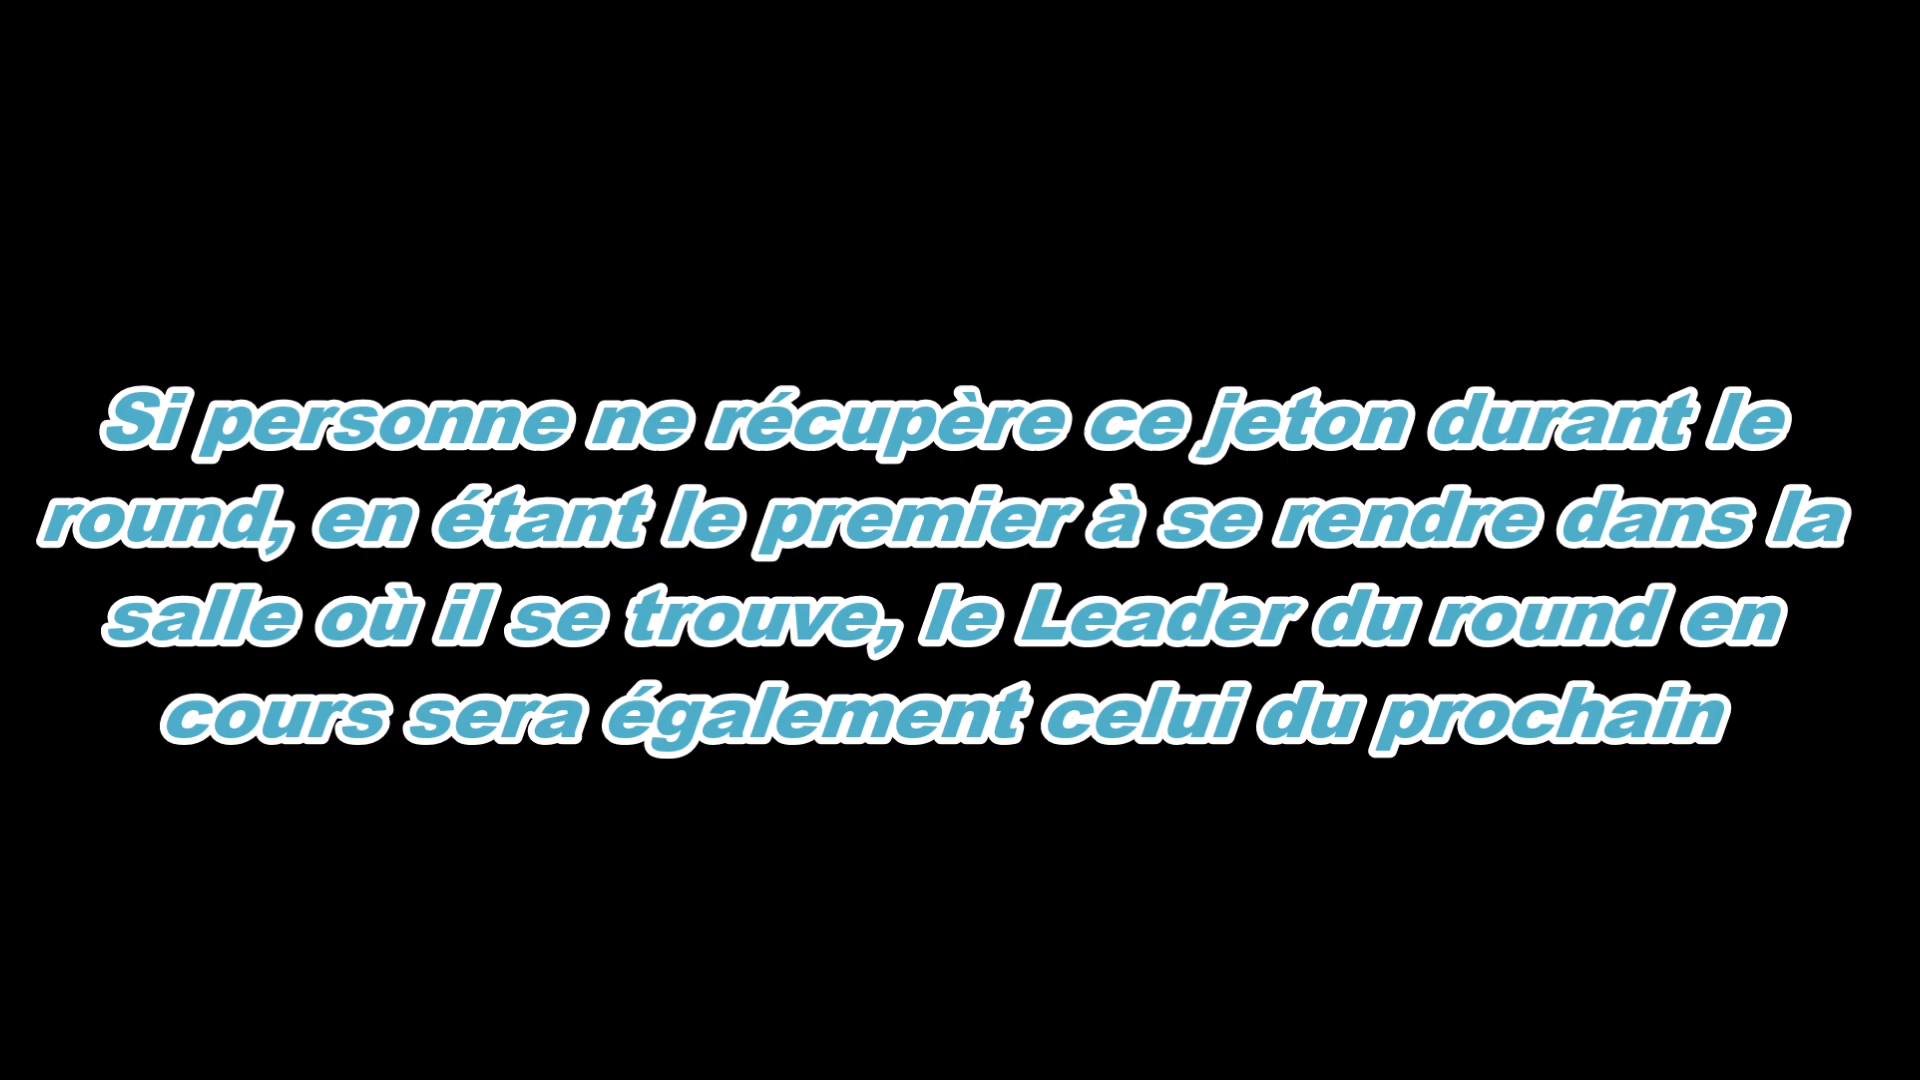 Si personne ne récupère ce jeton durant le
round, en étant le premier à se rendre dans la
salle où il se trouve, le Leader du round en
cours sera également celui du prochain